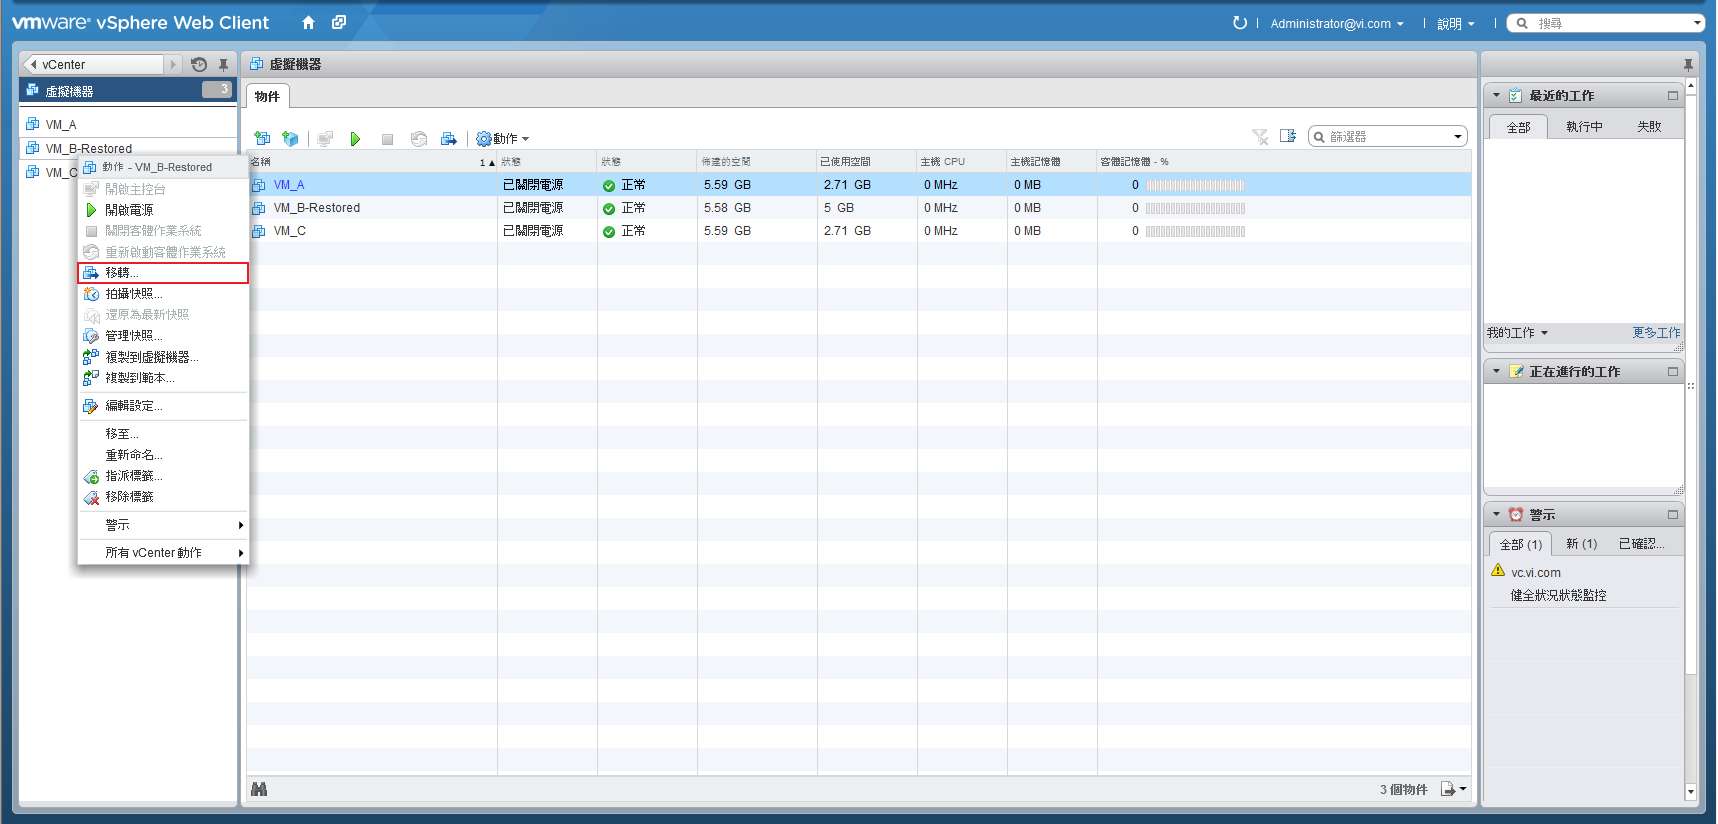 vmware® vSphere Web Client
Administrator@vi.com
說明
搜尋
vCenter
虛擬機器 3
VM_A
VM_B-Restored
VM_C
動作 - VM_B-Restored
開啟主控台
開啟電源
關閉客體作業系統
重新啟動客體作業系統
移轉...
拍攝快照...
還原為最新快照
管理快照...
複製到虛擬機器...
複製到範本...
編輯設定...
移至...
重新命名...
指派標籤...
移除標籤
警示
所有 vCenter 動作
虛擬機器
物件
動作
篩選器
名稱 1 ▲ 狀態 狀態 佈建的空間 已使用空間 主機 CPU 主機記憶體 客體記憶體 - %
VM_A 已關閉電源 正常 5.59 GB 2.71 GB 0 MHz 0 MB 0
VM_B-Restored 已關閉電源 正常 5.58 GB 5 GB 0 MHz 0 MB 0
VM_C 已關閉電源 正常 5.59 GB 2.71 GB 0 MHz 0 MB 0
3 個物件
最近的工作
全部 執行中 失敗
我的工作 更多工作
正在進行的工作
警示
全部 (1) 新 (1) 已確認...
vc.vi.com
健全狀況狀態監控